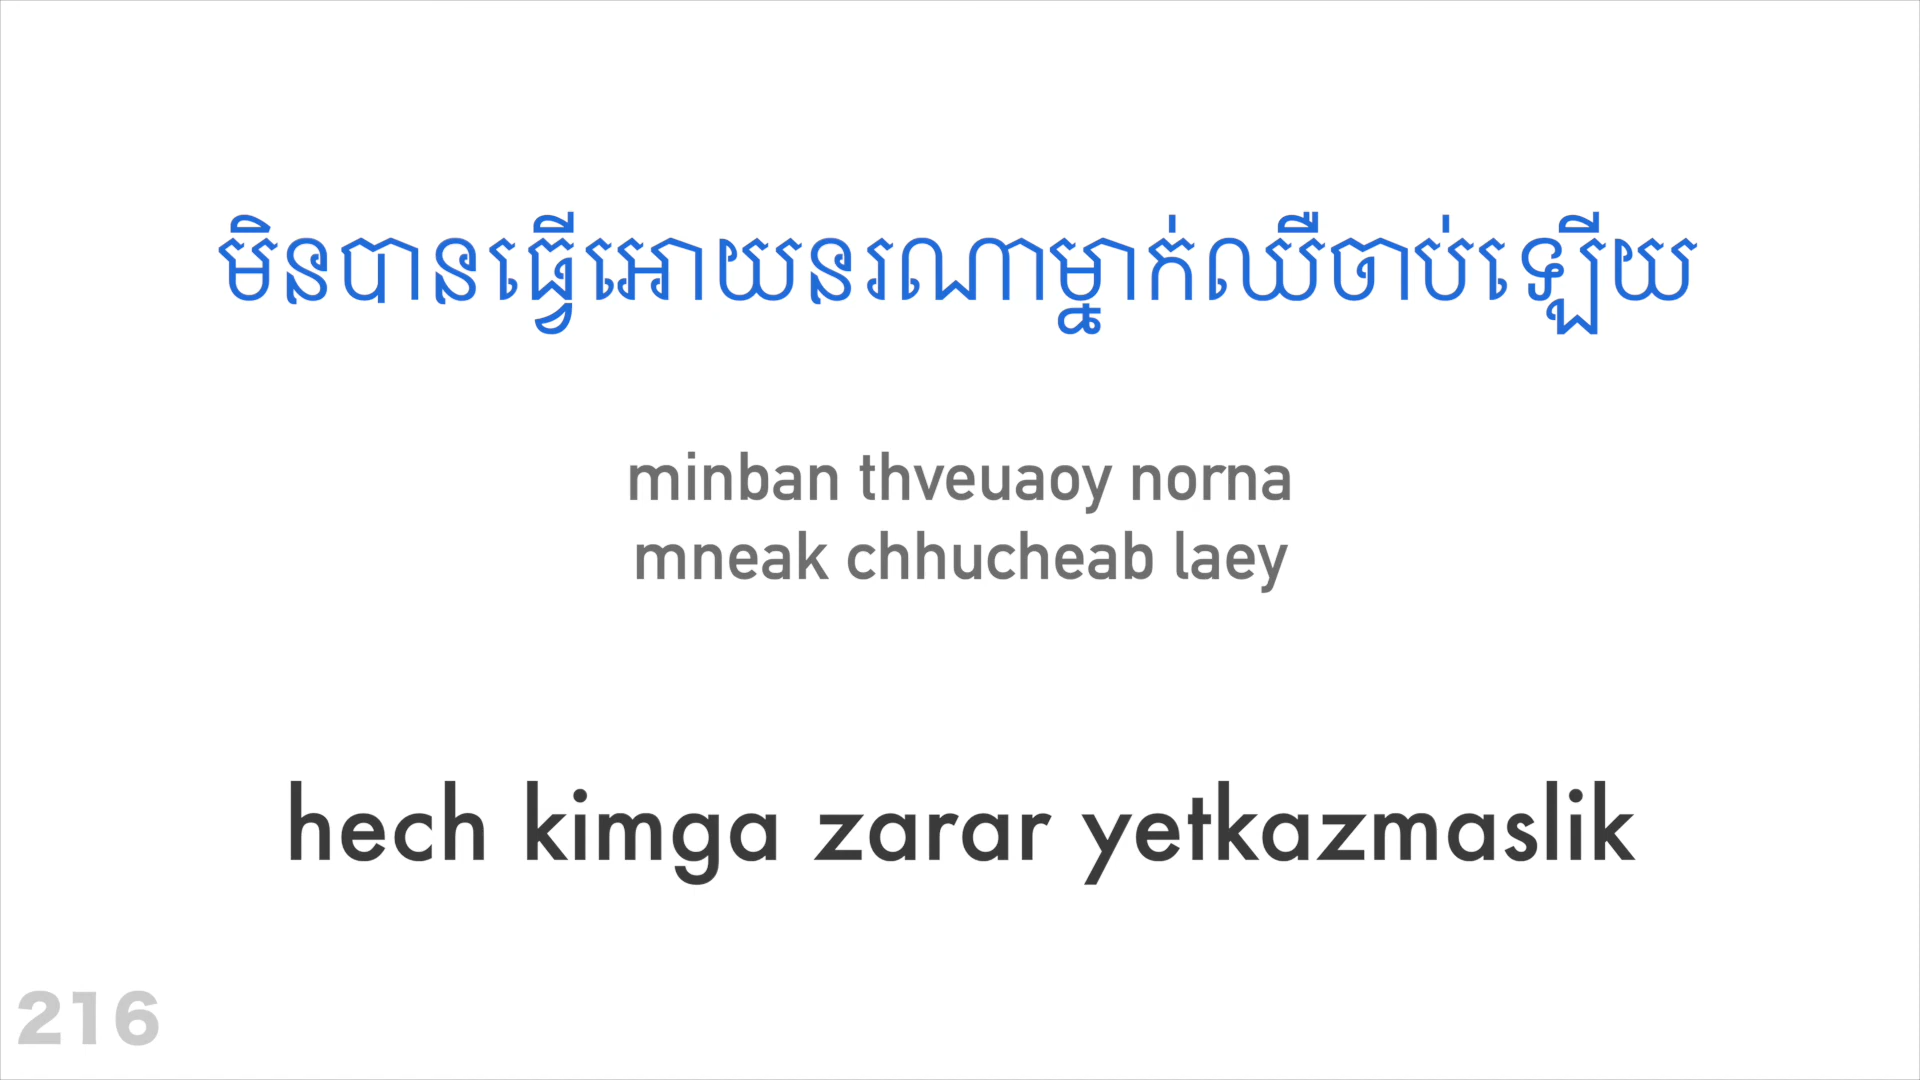 មិនបានធ្វើអោយនរណាម្នាក់ឈឺចាប់ឡើយ
minban thveuaoy norna
mneak chhucheab laey
hech kimga zarar yetkazmaslik
216